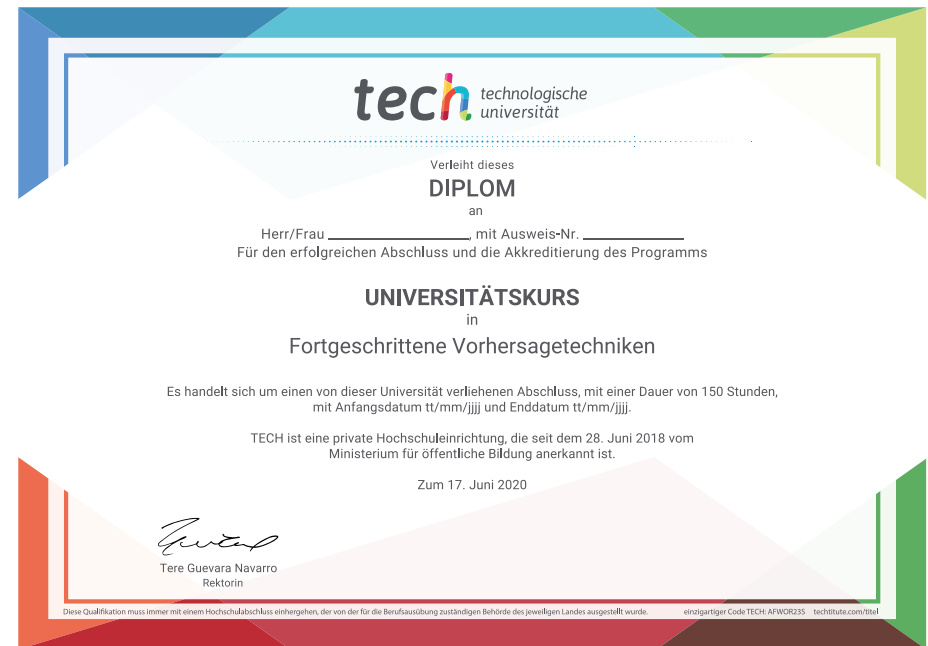 tech technologische
universität
Verleiht dieses
DIPLOM
an
Herr/Frau __________________, mit Ausweis-Nr. _____________
Für den erfolgreichen Abschluss und die Akkreditierung des Programms
UNIVERSITÄTSKURS
in
Fortgeschrittene Vorhersagetechniken
Es handelt sich um einen von dieser Universität verliehenen Abschluss, mit einer Dauer von 150 Stunden,
mit Anfangsdatum tt/mm/jjjj und Enddatum tt/mm/jjjj.
TECH ist eine private Hochschuleinrichtung, die seit dem 28. Juni 2018 vom
Ministerium für öffentliche Bildung anerkannt ist.
Zum 17. Juni 2020
Tere Guevara Navarro
Rektorin
Diese Qualifikation muss immer mit einem Hochschulabschluss einhergehen, der von der für die Berufsausübung zuständigen Behörde des jeweiligen Landes ausgestellt wurde. einzigartiger Code TECH: AFWOR23S techtitute.com/titel